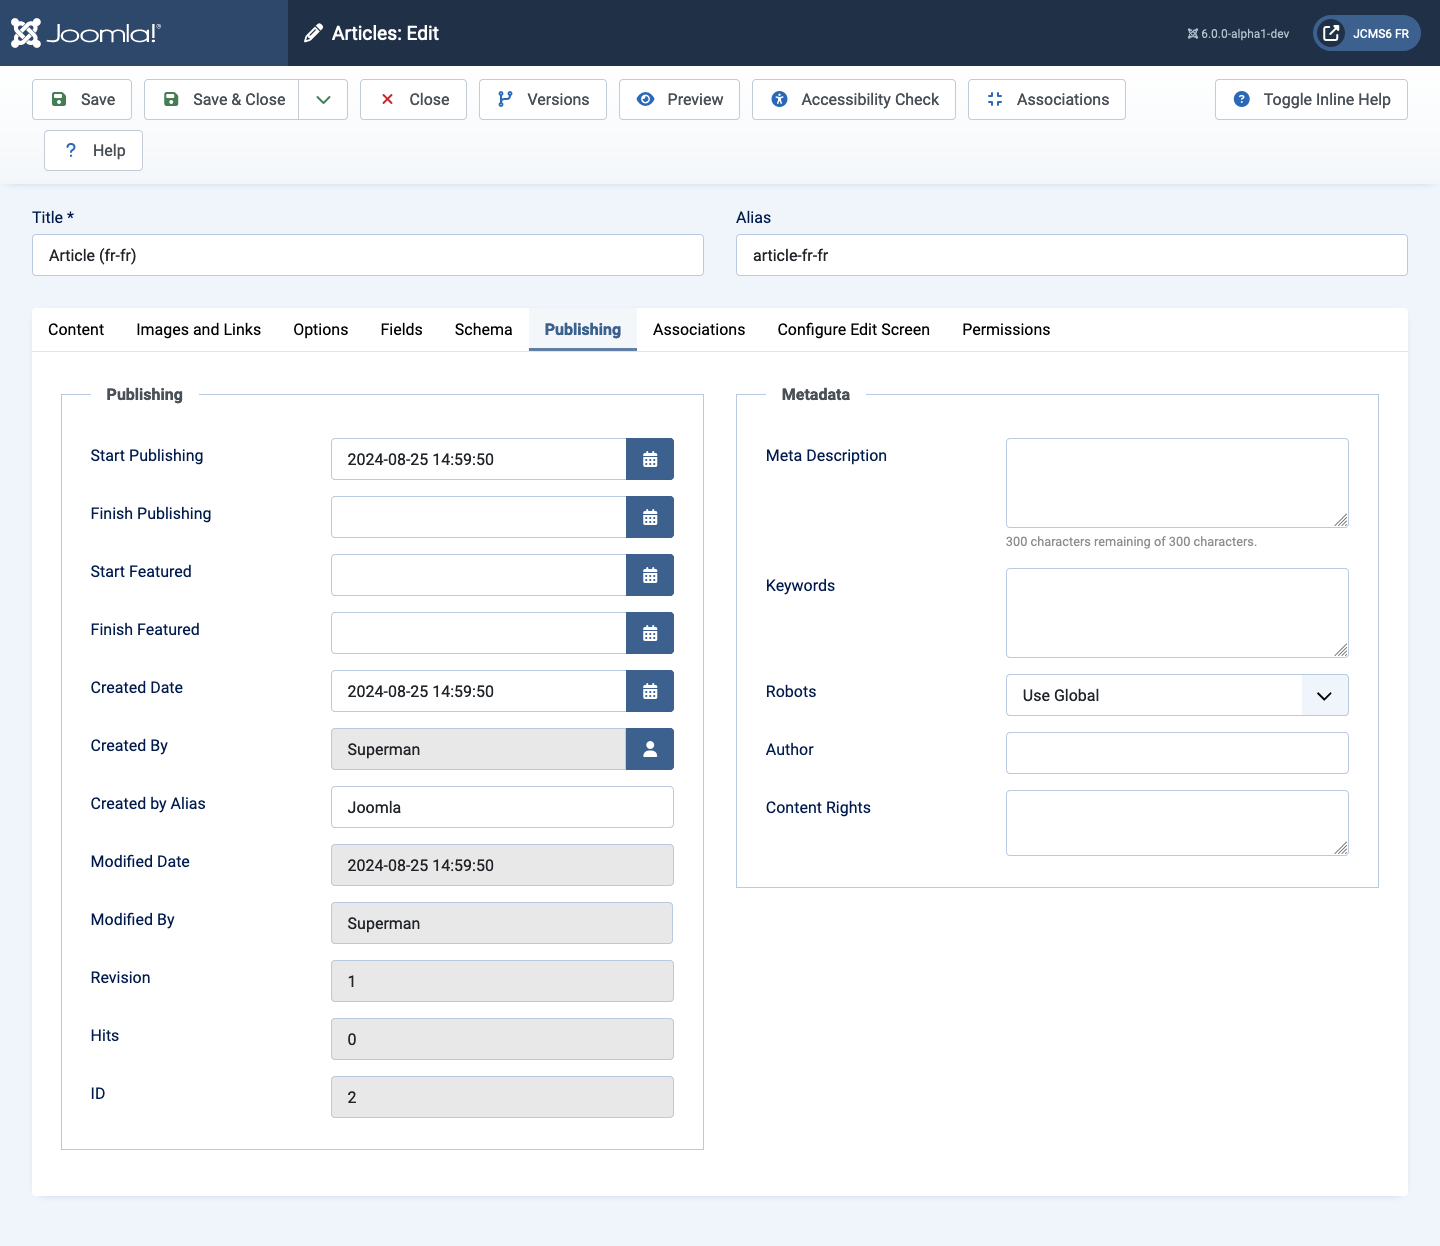 Joomla!®
Articles: Edit
6.0.0-alpha1-dev
JCMS6 FR
Save
Save & Close
Close
Versions
Preview
Accessibility Check
Associations
Toggle Inline Help
Help
Title *
Alias
Article (fr-fr)
article-fr-fr
Content
Images and Links
Options
Fields
Schema
Publishing
Associations
Configure Edit Screen
Permissions
Publishing
Start Publishing
2024-08-25 14:59:50
Finish Publishing
Start Featured
Finish Featured
Created Date
2024-08-25 14:59:50
Created By
Superman
Created by Alias
Joomla
Modified Date
2024-08-25 14:59:50
Modified By
Superman
Revision
1
Hits
0
ID
2
Metadata
Meta Description
300 characters remaining of 300 characters.
Keywords
Robots
Use Global
Author
Content Rights